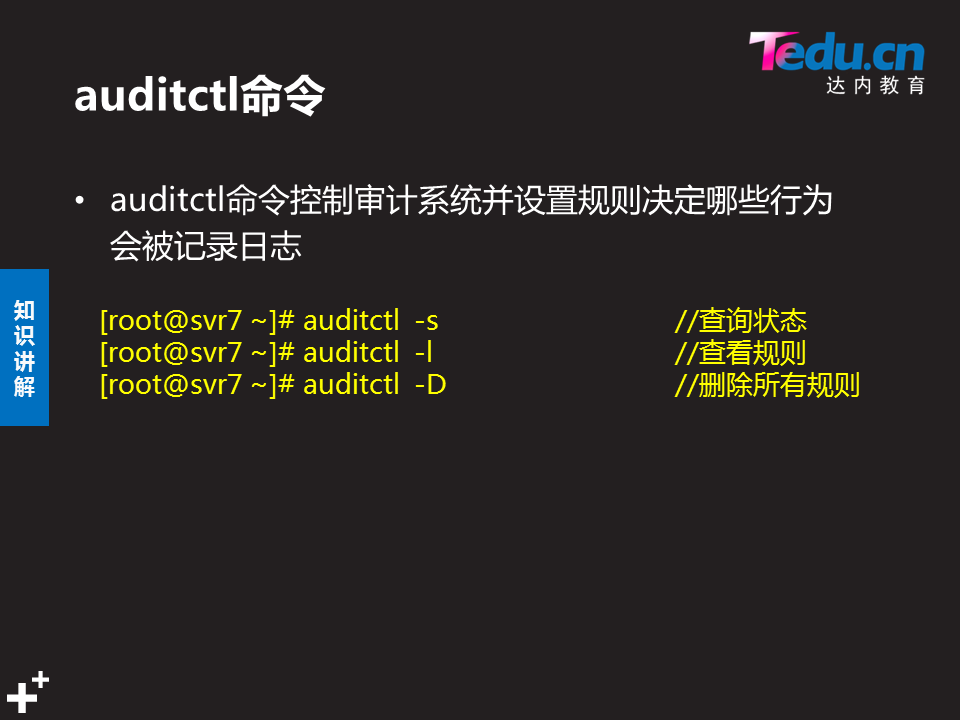 Tedu.cn
达内教育
auditctl命令
• auditctl命令控制审计系统并设置规则决定哪些行为
会被记录日志
知
识
讲
解
[root@svr7 ~]# auditctl -s //查询状态
[root@svr7 ~]# auditctl -l //查看规则
[root@svr7 ~]# auditctl -D //删除所有规则